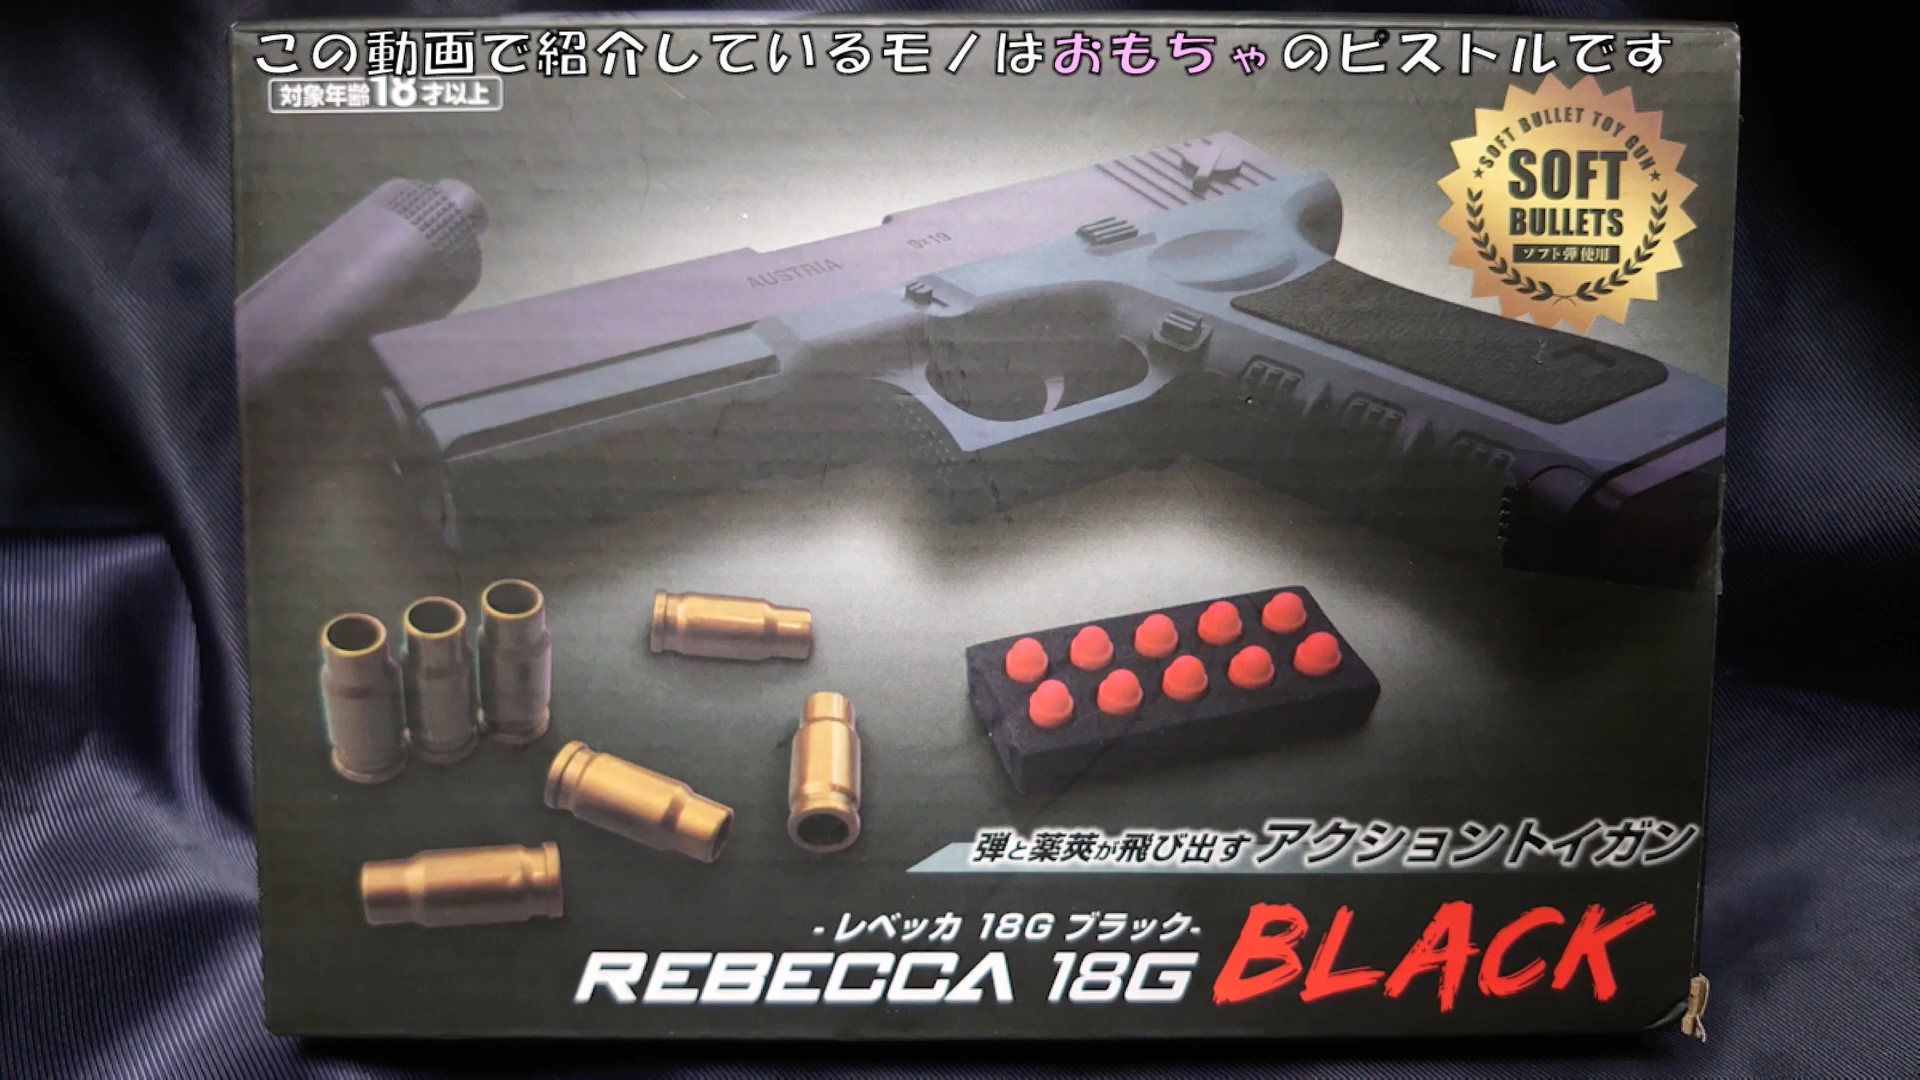 この動画で紹介しているモノはおもちゃのピストルです
対象年齢18才以上
★SOFT BULLET TOY GUN★
SOFT
BULLETS
ソフト弾使用
9x19
AUSTRIA
弾と薬莢が飛び出すアクショントイガン
-レベッカ 18G ブラック-
REBECCA 18G BLACK